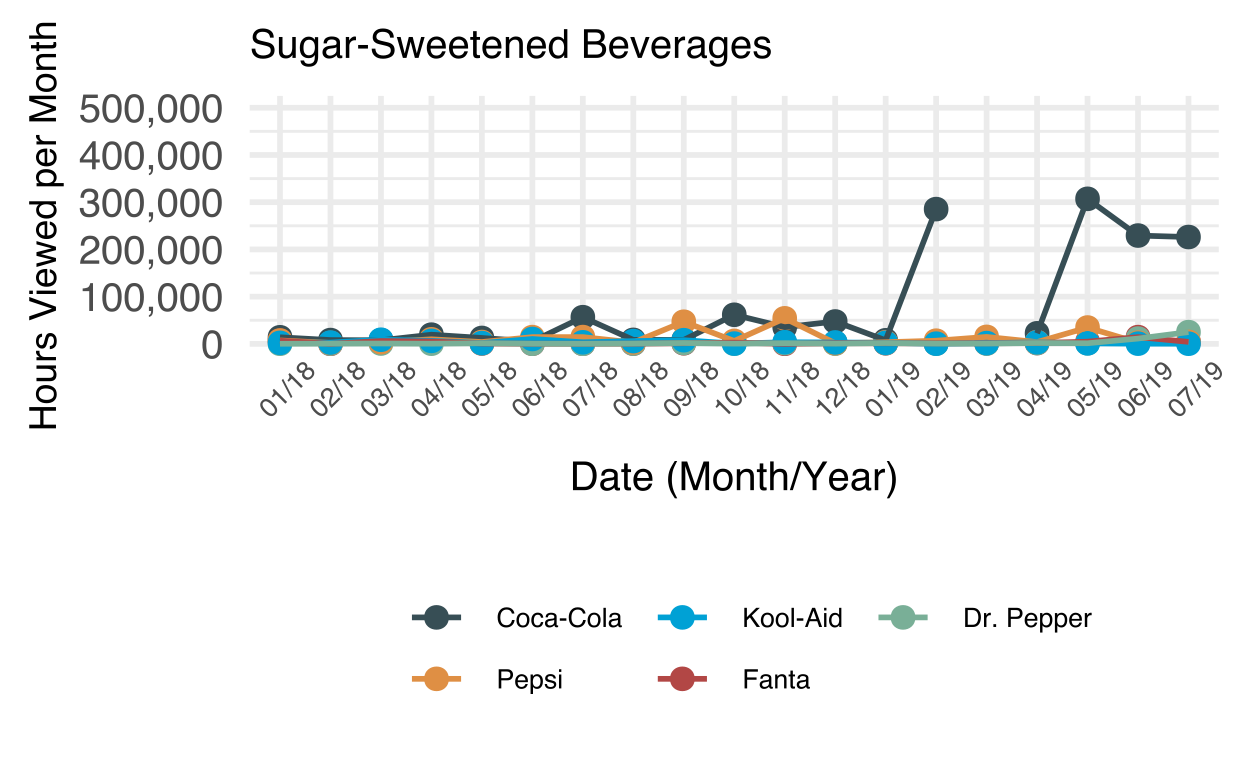 Sugar-Sweetened Beverages
Hours Viewed per Month
500,000
400,000
300,000
200,000
100,000
0
01/18 02/18 03/18 04/18 05/18 06/18 07/18 08/18 09/18 10/18 11/18 12/18 01/19 02/19 03/19 04/19 05/19 06/19 07/19
Date (Month/Year)
Coca-Cola Kool-Aid Dr. Pepper
Pepsi Fanta